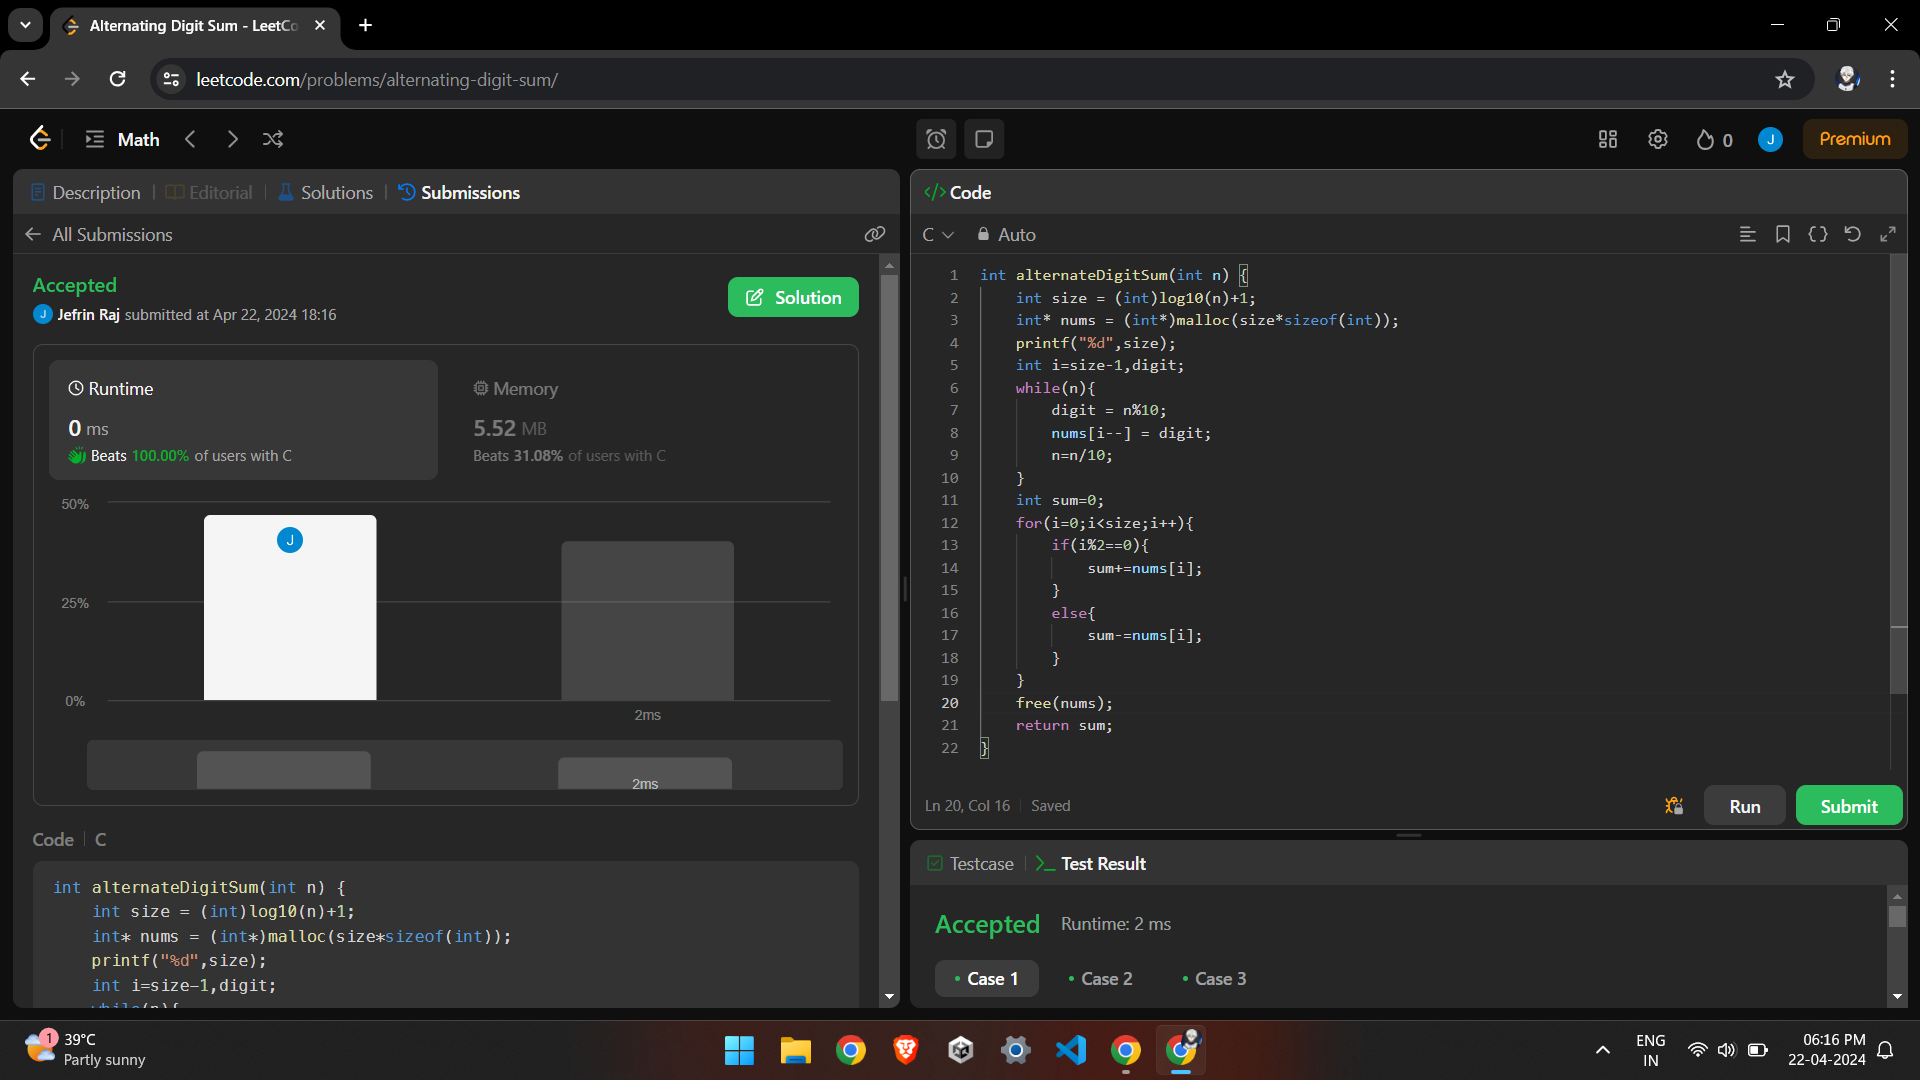 Alternating Digit Sum - LeetCo
leetcode.com/problems/alternating-digit-sum/
Math
0
J
Premium
Description
Editorial
Solutions
Submissions
All Submissions
Accepted
J Jefrin Raj submitted at Apr 22, 2024 18:16
Solution
Runtime
0 ms
Beats 100.00% of users with C
Memory
5.52 MB
Beats 31.08% of users with C
50%
25%
0%
J
2ms
2ms
Code | C
int alternateDigitSum(int n) {
int size = (int)log10(n)+1;
int* nums = (int*)malloc(size*sizeof(int));
printf("%d",size);
int i=size-1,digit;
while(n){
</> Code
C
Auto
1 int alternateDigitSum(int n) {
2 int size = (int)log10(n)+1;
3 int* nums = (int*)malloc(size*sizeof(int));
4 printf("%d",size);
5 int i=size-1,digit;
6 while(n){
7 digit = n%10;
8 nums[i--] = digit;
9 n=n/10;
10 }
11 int sum=0;
12 for(i=0;i<size;i++){
13 if(i%2==0){
14 sum+=nums[i];
15 }
16 else{
17 sum-=nums[i];
18 }
19 }
20 free(nums);
21 return sum;
22 }
Ln 20, Col 16 | Saved
Run
Submit
Testcase
Test Result
Accepted
Runtime: 2 ms
• Case 1
• Case 2
• Case 3
1
39°C
Partly sunny
ENG
IN
06:16 PM
22-04-2024